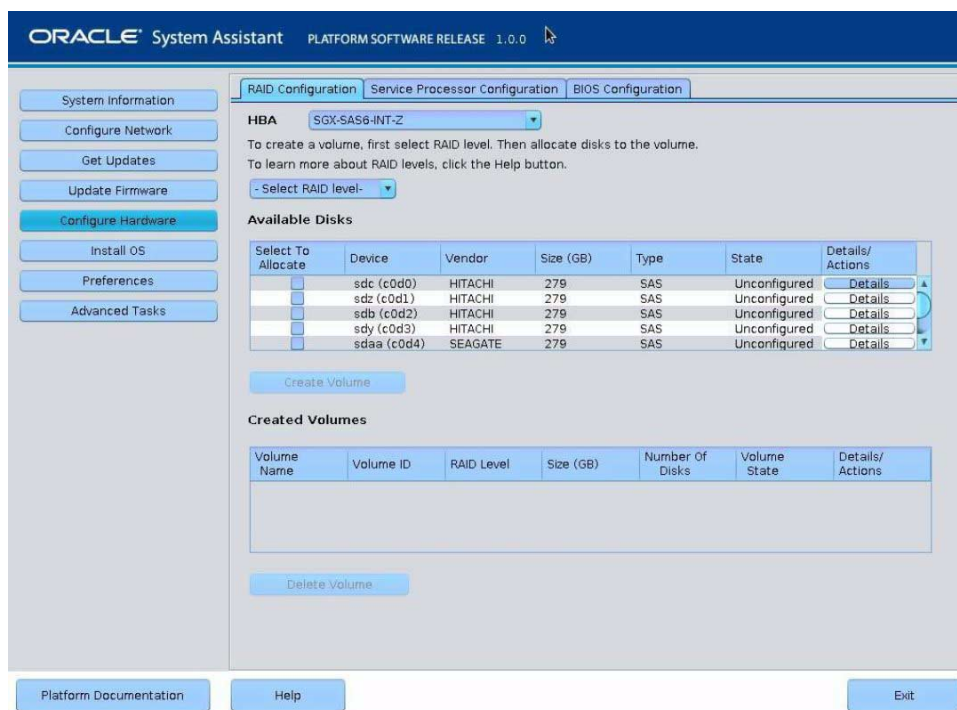 ORACLE® System Assistant PLATFORM SOFTWARE RELEASE 1.0.0
System Information
Configure Network
Get Updates
Update Firmware
Configure Hardware
Install OS
Preferences
Advanced Tasks
RAID Configuration Service Processor Configuration BIOS Configuration
HBA SGX-SAS6-INT-Z
To create a volume, first select RAID level. Then allocate disks to the volume.
To learn more about RAID levels, click the Help button.
- Select RAID level-
Available Disks
Select To Allocate Device Vendor Size (GB) Type State Details/ Actions
sdc (c0d0) HITACHI 279 SAS Unconfigured Details
sdz (c0d1) HITACHI 279 SAS Unconfigured Details
sdb (c0d2) HITACHI 279 SAS Unconfigured Details
sdy (c0d3) HITACHI 279 SAS Unconfigured Details
sdaa (c0d4) SEAGATE 279 SAS Unconfigured Details
Create Volume
Created Volumes
Volume Name Volume ID RAID Level Size (GB) Number Of Disks Volume State Details/ Actions
Delete Volume
Platform Documentation Help Exit